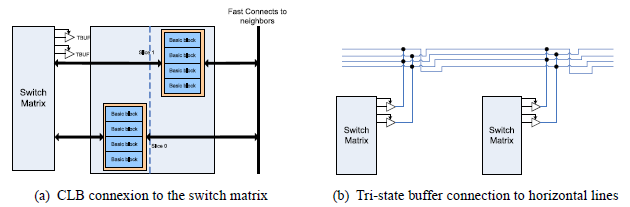 Fast Connects to
neighbors
TBUF
TBUF
Slice 1
Basic block
Basic block
Basic block
Basic block
Switch
Matrix
Basic block
Basic block
Basic block
Basic block
Slice 0
Switch
Matrix
Switch
Matrix
(a) CLB connexion to the switch matrix
(b) Tri-state buffer connection to horizontal lines